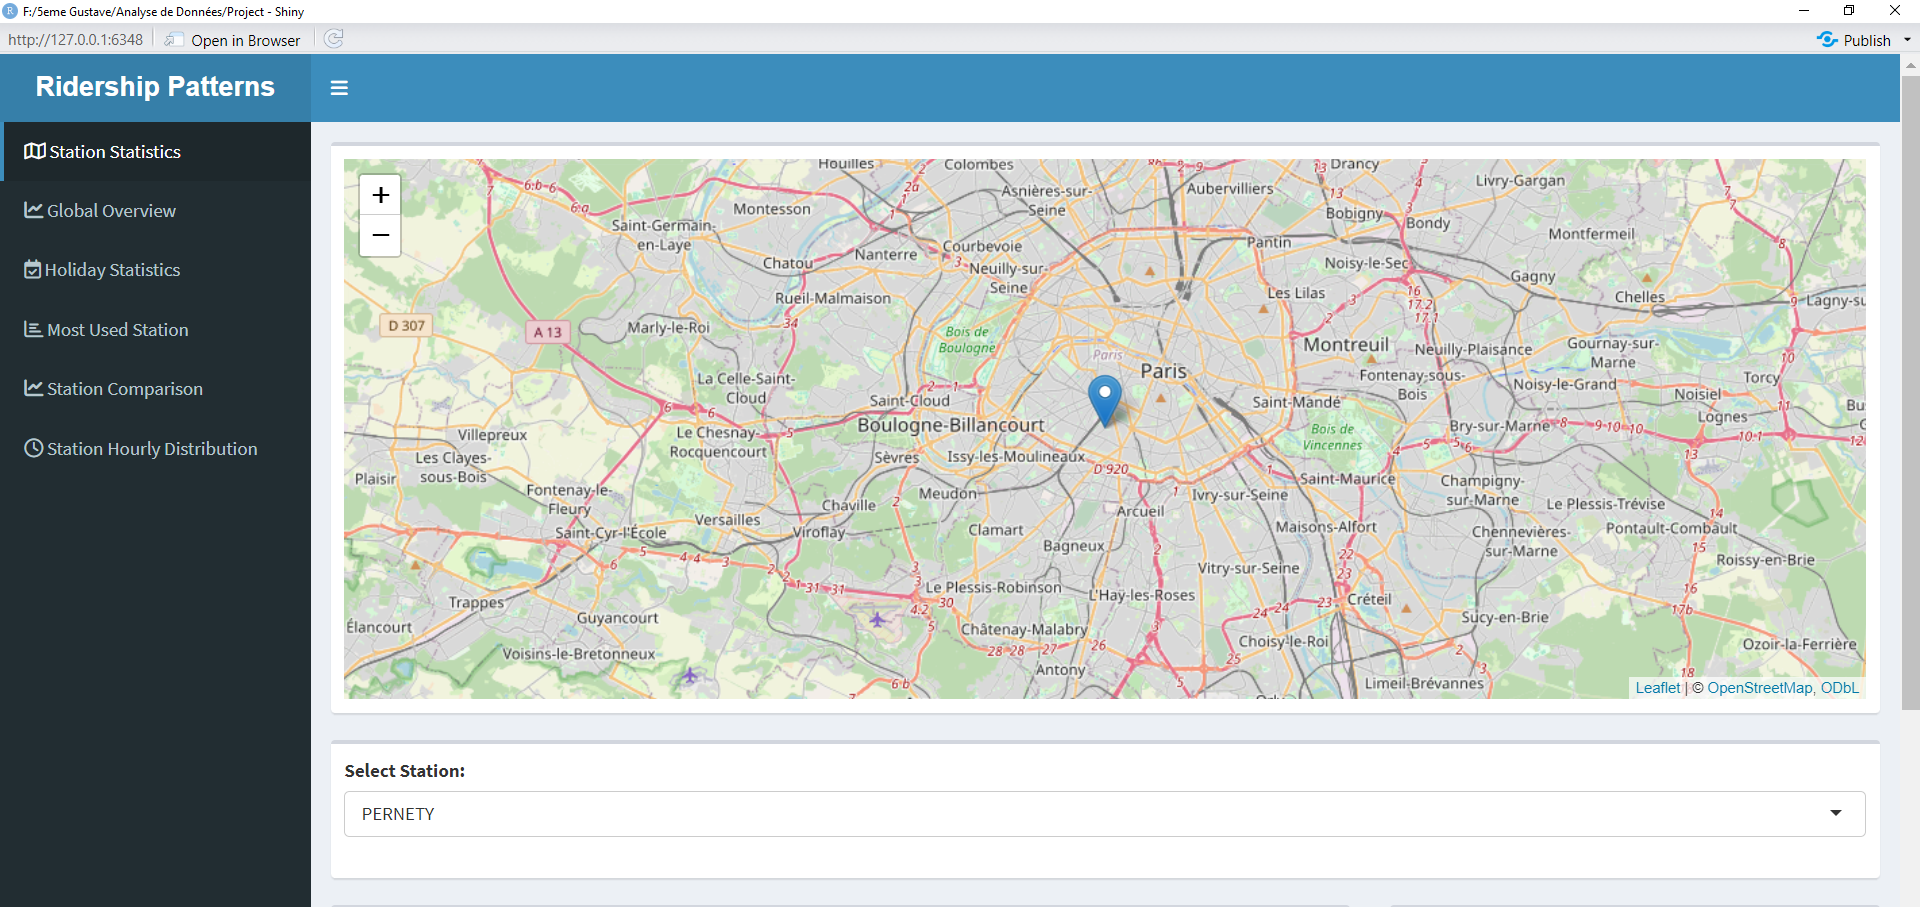 F:/5eme Gustave/Analyse de Données/Project - Shiny
http://127.0.0.1:6348
Open in Browser
Publish
Ridership Patterns
Station Statistics
Global Overview
Holiday Statistics
Most Used Station
Station Comparison
Station Hourly Distribution
+
−
Houilles
Colombes
Drancy
Livry-Gargan
Asnières-sur-
Seine
Aubervilliers
Montesson
Bobigny
Bondy
Saint-Germain-
en-Laye
Montfermeil
Courbevoie
Pantin
Nanterre
Chatou
Neuilly-sur-
Seine
Noisy-le-Sec
Gagny
Rueil-Malmaison
Les Lilas
Chelles
Lagny-su
D 307
A 13
Marly-le-Roi
Bois de
Boulogne
Paris
Paris
Montreuil
Neuilly-Plaisance
Gournay-sur-
Marne
La Celle-Saint-
Cloud
Fontenay-sous-
Bois
Noisy-le-Grand
Torcy
Saint-Cloud
Saint-Mandé
Noisiel
Lognes
Bu
Boulogne-Billancourt
Bois de
Vincennes
Bry-sur-Marne
Villepreux
Le Chesnay-
Rocquencourt
Les Clayes-
sous-Bois
Sèvres
Issy-les-Moulineaux
D 920
Plaisir
Saint-Maurice
Champigny-
sur-Marne
Fontenay-le-
Fleury
Meudon
Ivry-sur-Seine
Chaville
Arcueil
Le Plessis-Trévise
Versailles
Saint-Cyr-l'École
Viroflay
Clamart
Maisons-Alfort
Chennevières-
sur-Marne
Pontault-Combault
Bagneux
Roissy-en-Brie
Vitry-sur-Seine
Le Plessis-Robinson
L'Haÿ-les-Roses
Créteil
Trappes
Guyancourt
Sucy-en-Brie
Élancourt
Châtenay-Malabry
Choisy-le-Roi
Ozoir-la-Ferrière
Voisins-le-Bretonneux
Antony
Limeil-Brévannes
Leaflet | © OpenStreetMap, ODbL
Select Station:
PERNETY